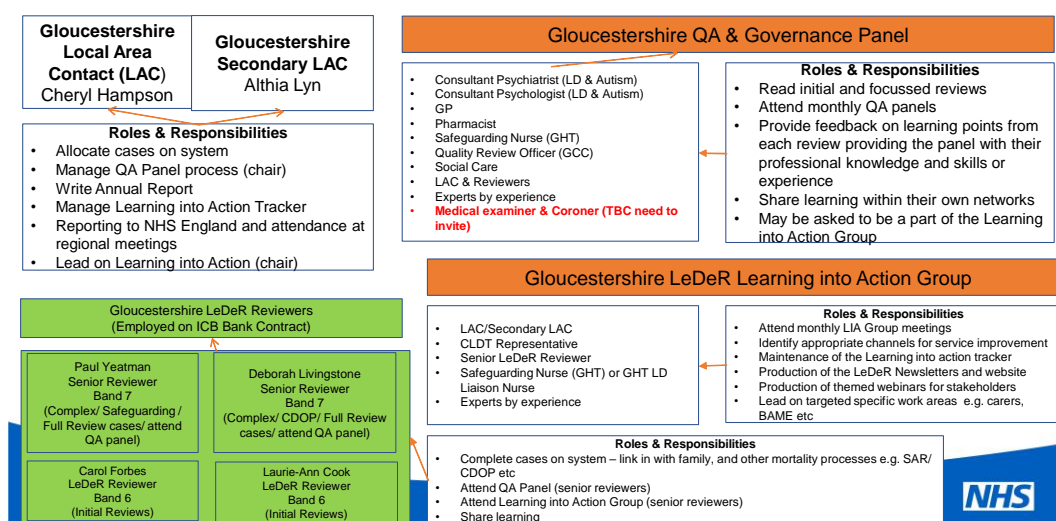 Gloucestershire
Local Area
Contact (LAC)
Cheryl Hampson
Gloucestershire
Secondary LAC
Althia Lyn
Roles & Responsibilities
• Allocate cases on system
• Manage QA Panel process (chair)
• Write Annual Report
• Manage Learning into Action Tracker
• Reporting to NHS England and attendance at
regional meetings
• Lead on Learning into Action (chair)
Gloucestershire QA & Governance Panel
• Consultant Psychiatrist (LD & Autism)
• Consultant Psychologist (LD & Autism)
• GP
• Pharmacist
• Safeguarding Nurse (GHT)
• Quality Review Officer (GCC)
• Social Care
• LAC & Reviewers
• Experts by experience
• Medical examiner & Coroner (TBC need to
invite)
Roles & Responsibilities
• Read initial and focussed reviews
• Attend monthly QA panels
• Provide feedback on learning points from
each review providing the panel with their
professional knowledge and skills or
experience
• Share learning within their own networks
• May be asked to be a part of the Learning
into Action Group
Gloucestershire LeDeR Learning into Action Group
• LAC/Secondary LAC
• CLDT Representative
• Senior LeDeR Reviewer
• Safeguarding Nurse (GHT) or GHT LD
Liaison Nurse
• Experts by experience
Roles & Responsibilities
• Attend monthly LIA Group meetings
• Identify appropriate channels for service improvement
• Maintenance of the Learning into action tracker
• Production of the LeDeR Newsletters and website
• Production of themed webinars for stakeholders
• Lead on targeted specific work areas e.g. carers,
BAME etc
Gloucestershire LeDeR Reviewers
(Employed on ICB Bank Contract)
Paul Yeatman
Senior Reviewer
Band 7
(Complex/ Safeguarding /
Full Review cases/ attend
QA panel)
Deborah Livingstone
Senior Reviewer
Band 7
(Complex/ CDOP/ Full Review
cases/ attend QA panel)
Carol Forbes
LeDeR Reviewer
Band 6
(Initial Reviews)
Laurie-Ann Cook
LeDeR Reviewer
Band 6
(Initial Reviews)
Roles & Responsibilities
• Complete cases on system – link in with family, and other mortality processes e.g. SAR/
CDOP etc
• Attend QA Panel (senior reviewers)
• Attend Learning into Action Group (senior reviewers)
• Share learning
NHS